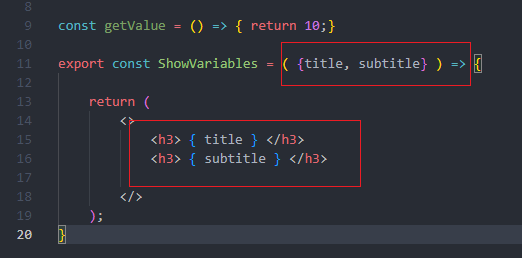 8
9 const getValue = () => { return 10;}
10
11 export const ShowVariables = ( {title, subtitle} ) => {
12
13 return (
14 <>
15 <h3> { title } </h3>
16 <h3> { subtitle } </h3>
17
18 </>
19 );
20 }